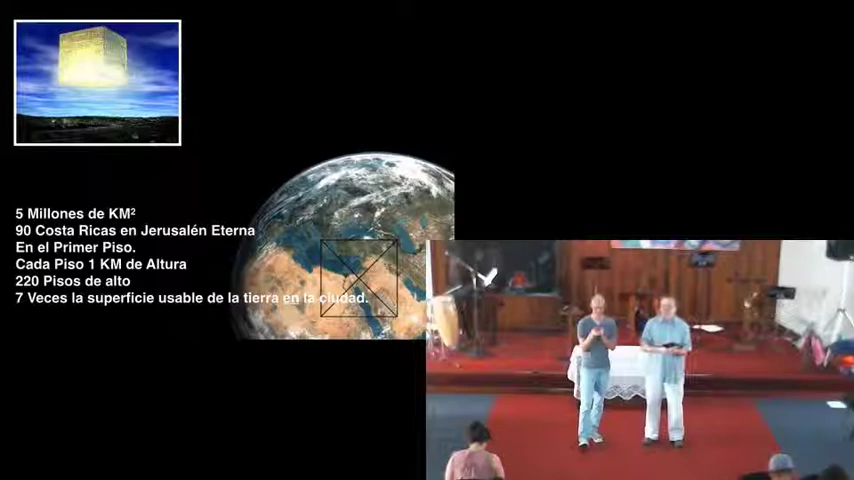 5 Millones de KM²
90 Costa Ricas en Jerusalén Eterna
En el Primer Piso.
Cada Piso 1 KM de Altura
220 Pisos de alto
7 Veces la superficie usable de la tierra en la ciudad.